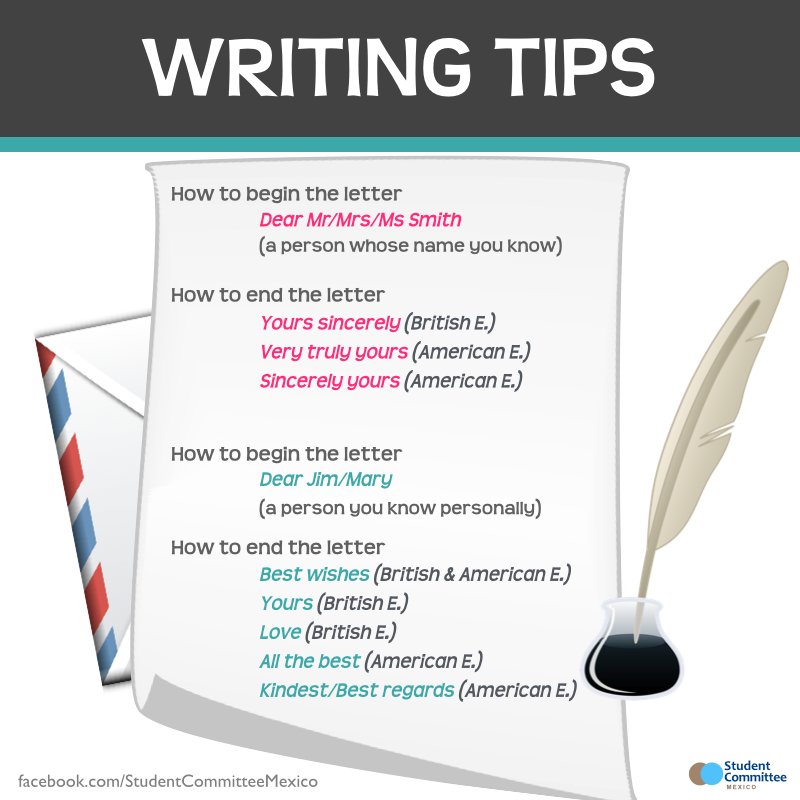 WRITING TIPS
How to begin the letter
Dear Mr/Mrs/Ms Smith
(a person whose name you know)
How to end the letter
Yours sincerely (British E.)
Very truly yours (American E.)
Sincerely yours (American E.)
How to begin the letter
Dear Jim/Mary
(a person you know personally)
How to end the letter
Best wishes (British & American E.)
Yours (British E.)
Love (British E.)
All the best (American E.)
Kindest/Best regards (American E.)
facebook.com/StudentCommitteeMexico
Student
Committee
MEXICO